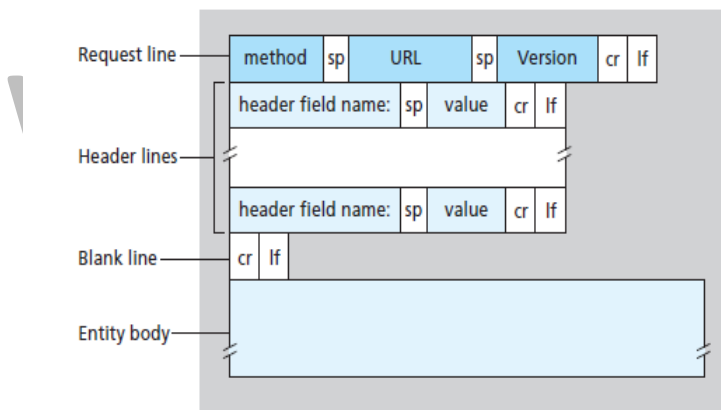 Request line method sp URL sp Version cr lf
header field name: sp value cr lf
Header lines
header field name: sp value cr lf
Blank line cr lf
Entity body